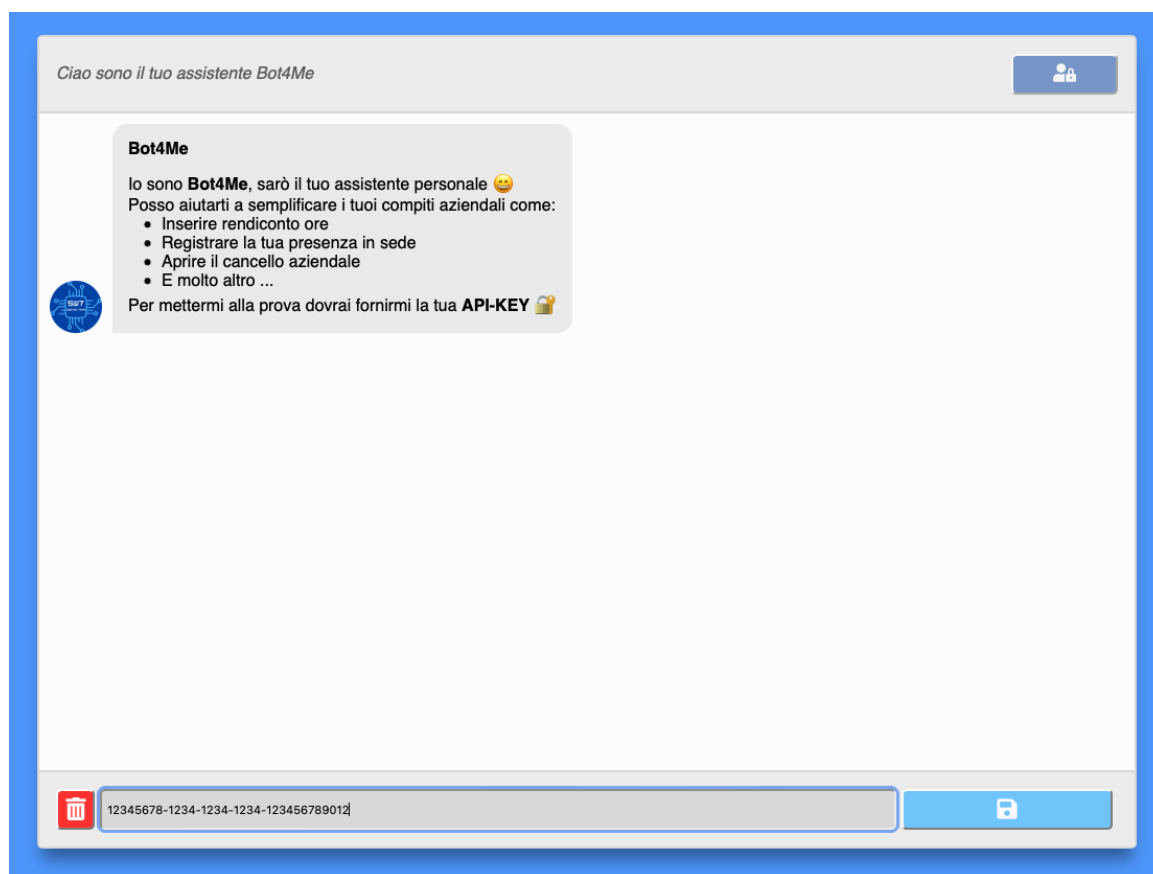 Ciao sono il tuo assistente Bot4Me
Bot4Me
Io sono Bot4Me, sarò il tuo assistente personale 😄
Posso aiutarti a semplificare i tuoi compiti aziendali come:
• Inserire rendiconto ore
• Registrare la tua presenza in sede
• Aprire il cancello aziendale
• E molto altro ...
Per mettermi alla prova dovrai fornirmi la tua API-KEY 🔐
12345678-1234-1234-1234-123456789012